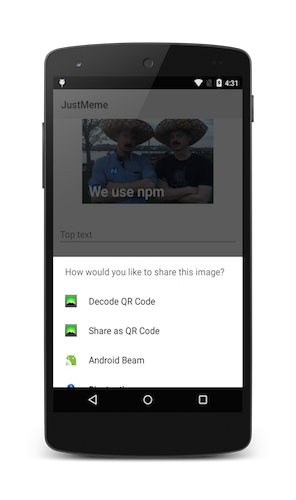 4:31
JustMeme
We use npm
Top text
How would you like to share this image?
Decode QR Code
Share as QR Code
Android Beam